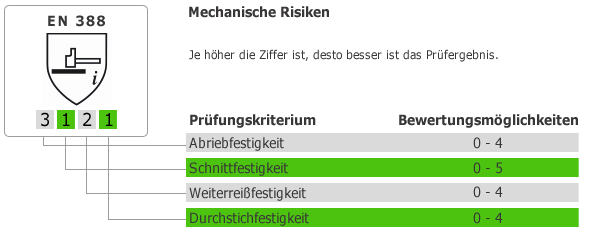 EN 388
i
3 1 2 1
Mechanische Risiken
Je höher die Ziffer ist, desto besser ist das Prüfergebnis.
Prüfungskriterium Bewertungsmöglichkeiten
Abriebfestigkeit 0 - 4
Schnittfestigkeit 0 - 5
Weiterreißfestigkeit 0 - 4
Durchstichfestigkeit 0 - 4